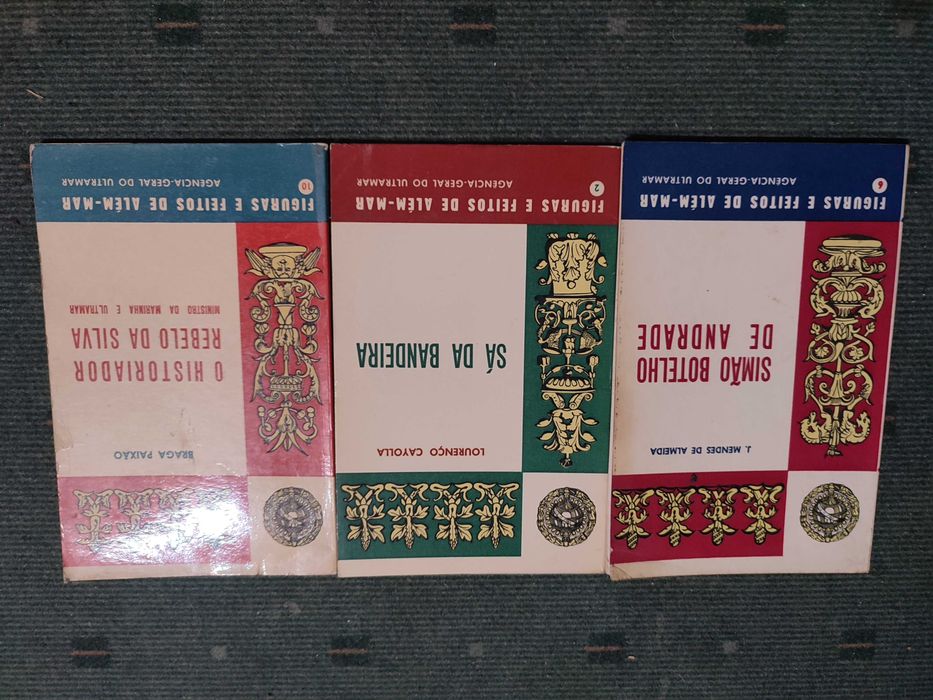 J. MENDES DE ALMEIDA
SIMÃO BOTELHO
DE ANDRADE
FIGURAS E FEITOS DE ALÉM-MAR
6
AGÊNCIA-GERAL DO ULTRAMAR
LOURENÇO CAYOLLA
SÁ DA BANDEIRA
FIGURAS E FEITOS DE ALÉM-MAR
2
AGÊNCIA-GERAL DO ULTRAMAR
BRAGA PAIXÃO
O HISTORIADOR
REBELO DA SILVA
MINISTRO DA MARINHA E ULTRAMAR
FIGURAS E FEITOS DE ALÉM-MAR
10
AGÊNCIA-GERAL DO ULTRAMAR